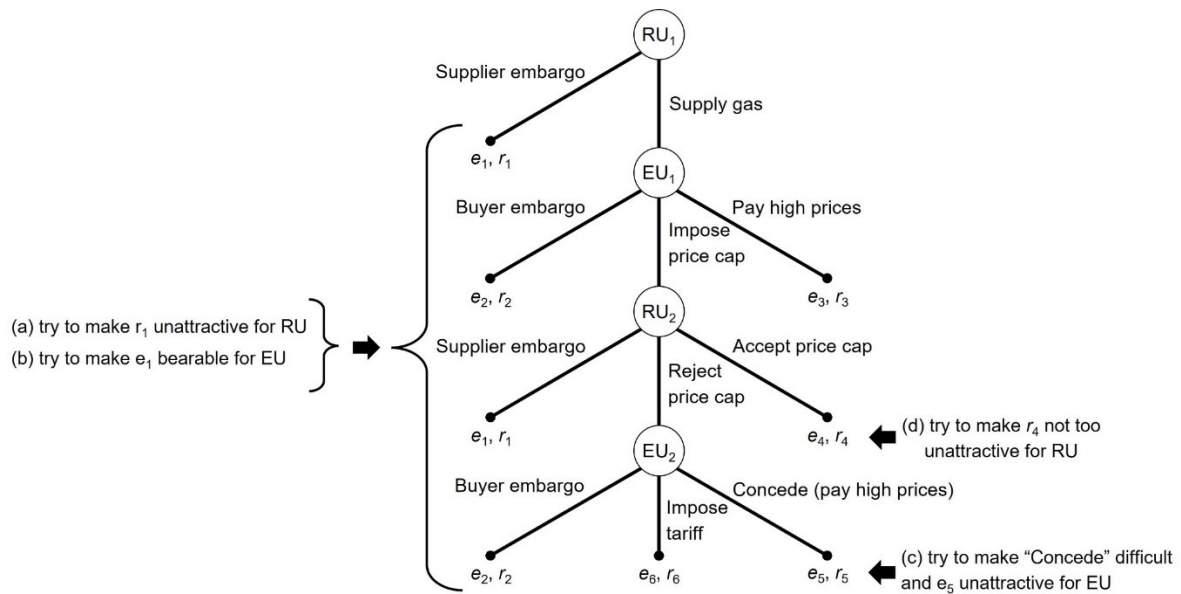 RU₁
Supplier embargo
Supply gas
e₁, r₁
EU₁
Buyer embargo
Pay high prices
Impose
price cap
e₂, r₂
e₃, r₃
(a) try to make r₁ unattractive for RU
(b) try to make e₁ bearable for EU
RU₂
Supplier embargo
Accept price cap
Reject
price cap
e₁, r₁
e₄, r₄
(d) try to make r₄ not too
unattractive for RU
EU₂
Buyer embargo
Concede (pay high prices)
Impose
tariff
e₂, r₂
e₆, r₆
e₅, r₅
(c) try to make “Concede” difficult
and e₅ unattractive for EU